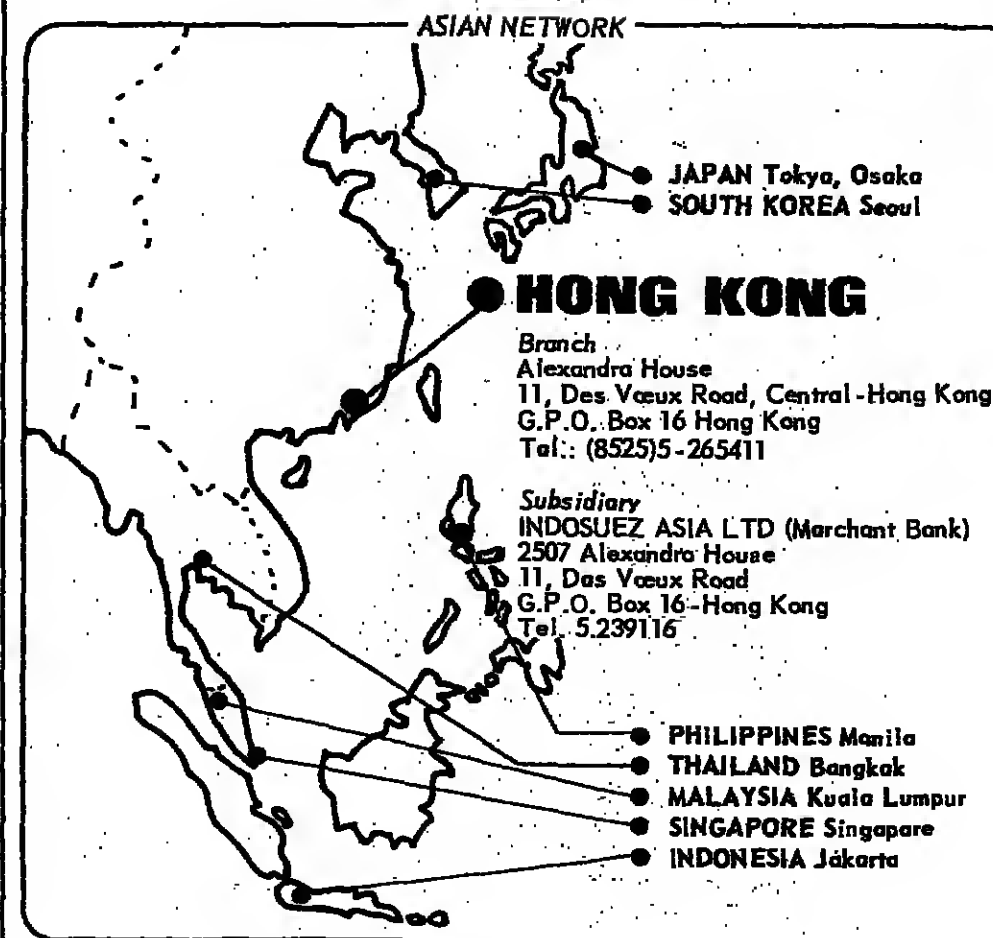 ASIAN NETWORK
JAPAN Tokyo, Osaka
SOUTH KOREA Seoul
HONG KONG
Branch
Alexandra House
11, Des Vœux Road, Central-Hong Kong
G.P.O. Box 16 Hong Kong
Tel.: (8525)5-265411
Subsidiary
INDOSUEZ ASIA LTD (Merchant Bank)
2507 Alexandra House
11, Des Vœux Road
G.P.O. Box 16-Hong Kong
Tel. 5.239116
PHILIPPINES Manila
THAILAND Bangkok
MALAYSIA Kuala Lumpur
SINGAPORE Singapore
INDONESIA Jakarta